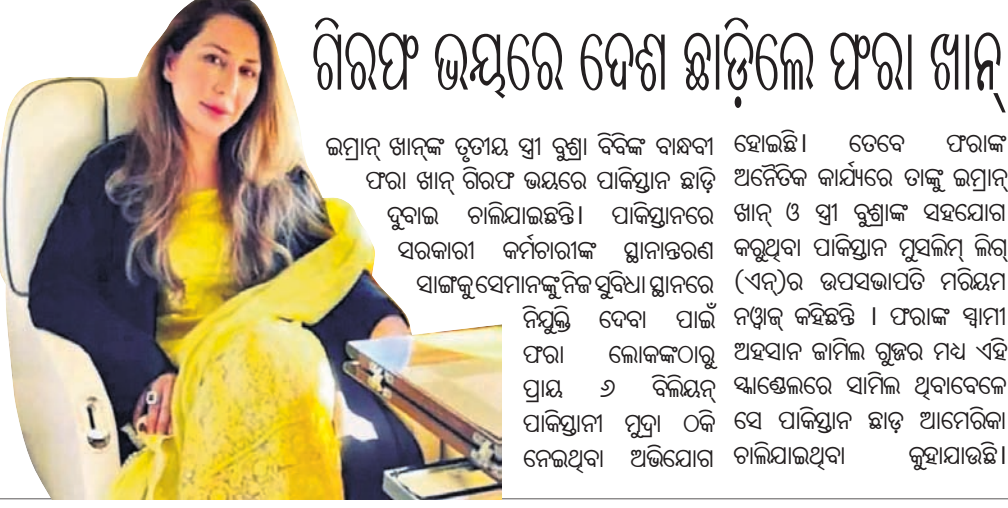 ଗିରଫ ଭୟରେ ଦେଶ ଛାଡ଼ିଲେ ଫରା ଖାନ୍
ଇମ୍ରାନ୍ ଖାନ୍‌ଙ୍କ ତୃତୀୟ ସ୍ତ୍ରୀ ବୁଶ୍ରା ବିବିଙ୍କ ବାନ୍ଧବୀ
ଫରା ଖାନ୍ ଗିରଫ ଭୟରେ ପାକିସ୍ତାନ ଛାଡ଼ି
ଦୁବାଇ ଚାଲିଯାଇଛନ୍ତି। ପାକିସ୍ତାନରେ
ସରକାରୀ କର୍ମଚାରୀଙ୍କ ସ୍ଥାନାନ୍ତରଣ
ସାଙ୍ଗକୁ ସେମାନଙ୍କୁ ନିଜ ସୁବିଧା ସ୍ଥାନରେ
ନିଯୁକ୍ତି ଦେବା ପାଇଁ
ଫରା ଲୋକଙ୍କଠାରୁ
ପ୍ରାୟ ୬ ବିଲିୟନ୍
ପାକିସ୍ତାନୀ ମୁଦ୍ରା ଠକି
ନେଇଥିବା ଅଭିଯୋଗ
ହୋଇଛି। ତେବେ ଫରାଙ୍କ
ଅନୈତିକ କାର୍ଯ୍ୟରେ ତାଙ୍କୁ ଇମ୍ରାନ୍
ଖାନ୍ ଓ ସ୍ତ୍ରୀ ବୁଶ୍ରାଙ୍କ ସହଯୋଗ
କରୁଥିବା ପାକିସ୍ତାନ ମୁସଲିମ୍ ଲିଗ୍
(ଏନ୍)ର ଉପସଭାପତି ମରିୟମ
ନୱାଜ୍ କହିଛନ୍ତି । ଫରାଙ୍କ ସ୍ୱାମୀ
ଅହସାନ ଜାମିଲ ଗୁଜ୍ଜର ମଧ୍ୟ ଏହି
ସ୍କାଣ୍ଡେଲରେ ସାମିଲ ଥିବାବେଳେ
ସେ ପାକିସ୍ତାନ ଛାଡ଼ ଆମେରିକା
ଚାଲିଯାଇଥିବା କୁହାଯାଉଛି।